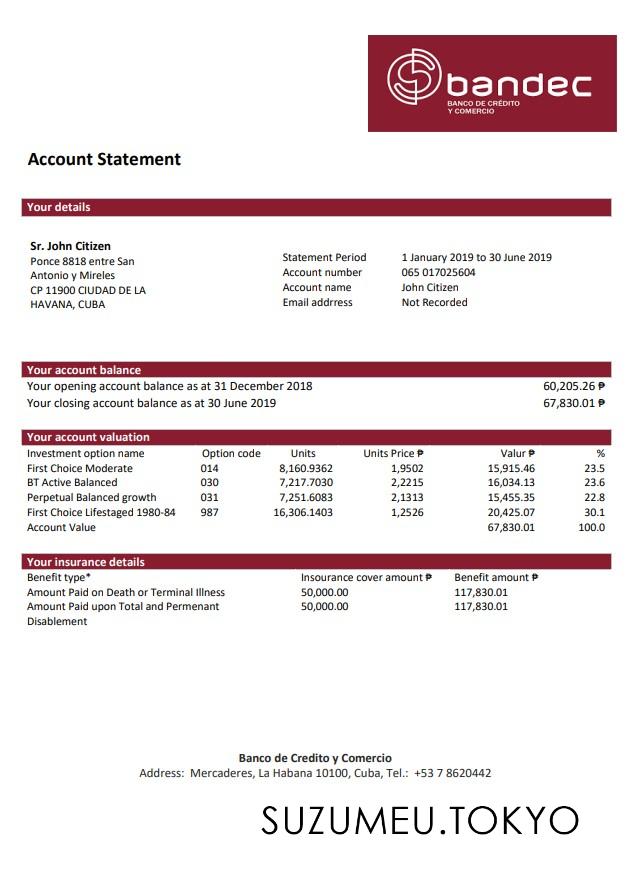 bandec
BANCO DE CRÉDITO
Y COMERCIO
Account Statement
Your details
Sr. John Citizen
Ponce 8818 entre San
Antonio y Mireles
CP 11900 CIUDAD DE LA
HAVANA, CUBA
Statement Period 1 January 2019 to 30 June 2019
Account number 065 017025604
Account name John Citizen
Email addrress Not Recorded
Your account balance
Your opening account balance as at 31 December 2018 60,205.26 ₱
Your closing account balance as at 30 June 2019 67,830.01 ₱
Your account valuation
Investment option name Option code Units Units Price ₱ Valur ₱ %
First Choice Moderate 014 8,160.9362 1,9502 15,915.46 23.5
BT Active Balanced 030 7,217.7030 2,2215 16,034.13 23.6
Perpetual Balanced growth 031 7,251.6083 2,1313 15,455.35 22.8
First Choice Lifestaged 1980-84 987 16,306.1403 1,2526 20,425.07 30.1
Account Value 67,830.01 100.0
Your insurance details
Benefit type* Insourance cover amount ₱ Benefit amount ₱
Amount Paid on Death or Terminal Illness 50,000.00 117,830.01
Amount Paid upon Total and Permenant 50,000.00 117,830.01
Disablement
Banco de Credito y Comercio
Address: Mercaderes, La Habana 10100, Cuba, Tel.: +53 7 8620442
SUZUMEU.TOKYO